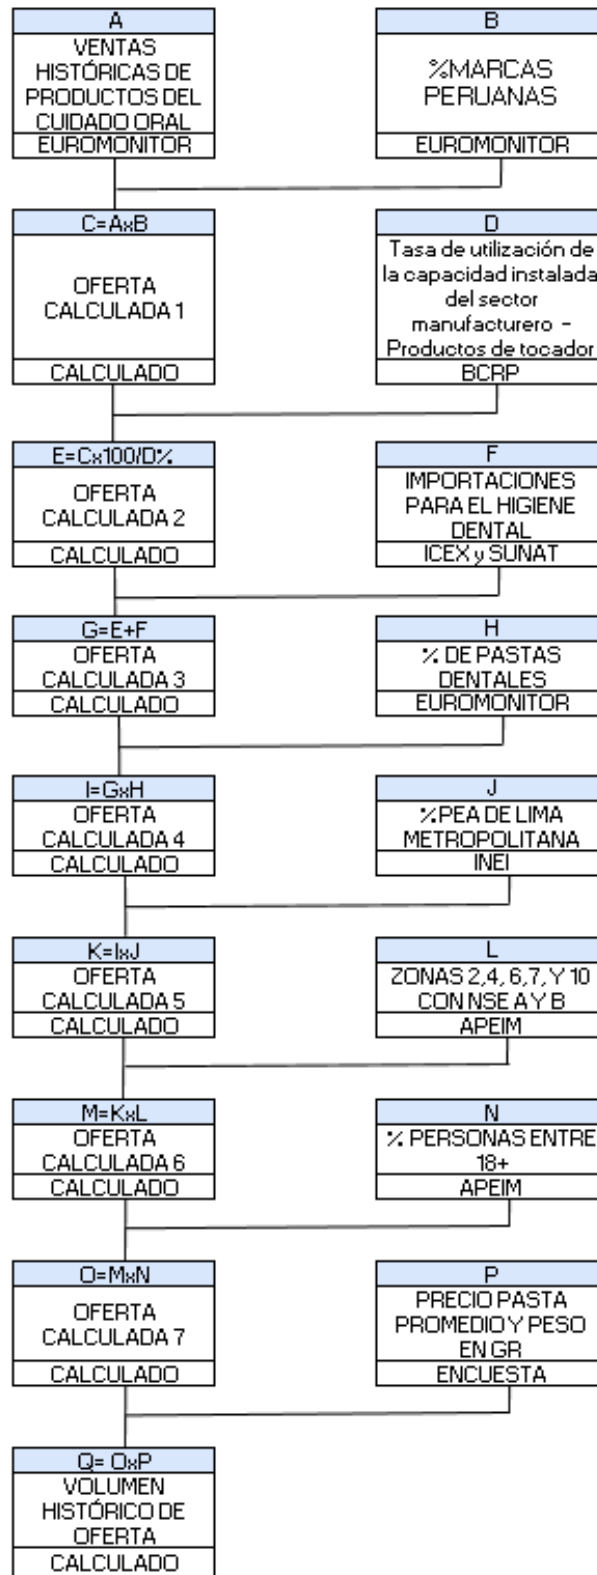 A
VENTAS
HISTÓRICAS DE
PRODUCTOS DEL
CUIDADO ORAL
EUROMONITOR
B
%MARCAS
PERUANAS
EUROMONITOR
C=AxB
OFERTA
CALCULADA 1
CALCULADO
D
Tasa de utilización de
la capacidad instalada
del sector
manufacturero -
Productos de tocador
BCRP
E=Cx100/D%
OFERTA
CALCULADA 2
CALCULADO
F
IMPORTACIONES
PARA EL HIGIENE
DENTAL
ICEX y SUNAT
G=E+F
OFERTA
CALCULADA 3
CALCULADO
H
% DE PASTAS
DENTALES
EUROMONITOR
I=GxH
OFERTA
CALCULADA 4
CALCULADO
J
%PEA DE LIMA
METROPOLITANA
INEI
K=IxJ
OFERTA
CALCULADA 5
CALCULADO
L
ZONAS 2,4, 6,7, Y 10
CON NSE A Y B
APEIM
M=KxL
OFERTA
CALCULADA 6
CALCULADO
N
% PERSONAS ENTRE
18+
APEIM
O=MxN
OFERTA
CALCULADA 7
CALCULADO
P
PRECIO PASTA
PROMEDIO Y PESO
EN GR
ENCUESTA
Q= OxP
VOLUMEN
HISTÓRICO DE
OFERTA
CALCULADO